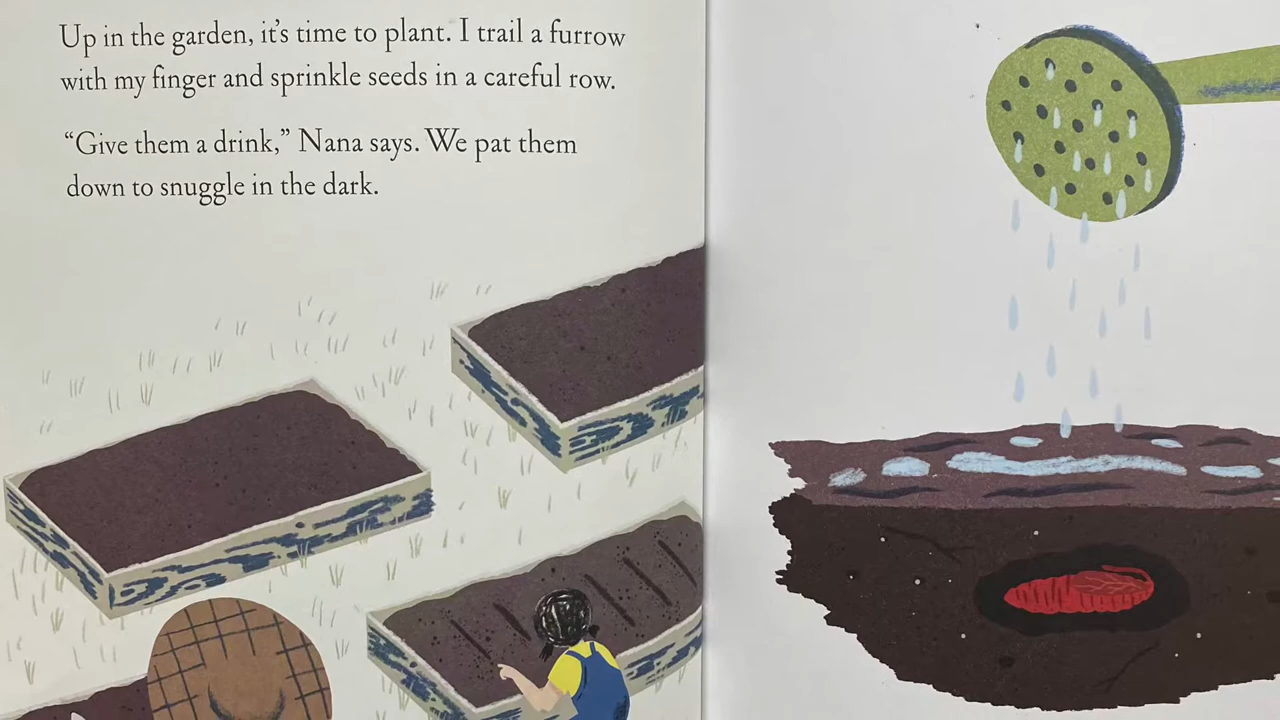 Up in the garden, it’s time to plant. I trail a furrow
with my finger and sprinkle seeds in a careful row.
“Give them a drink,” Nana says. We pat them
down to snuggle in the dark.